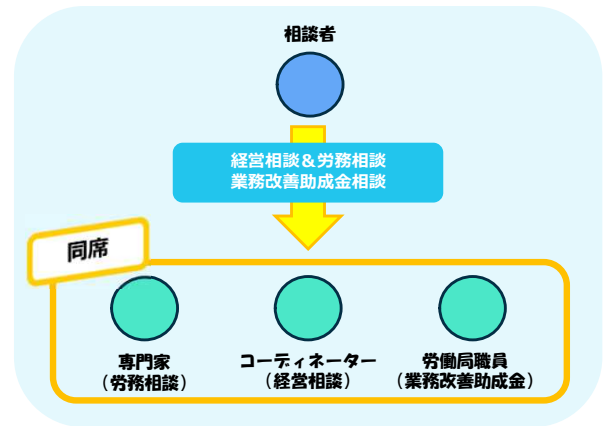 相談者
経営相談＆労務相談
業務改善助成金相談
同席
専門家
（労務相談）
コーディネーター
（経営相談）
労働局職員
（業務改善助成金）